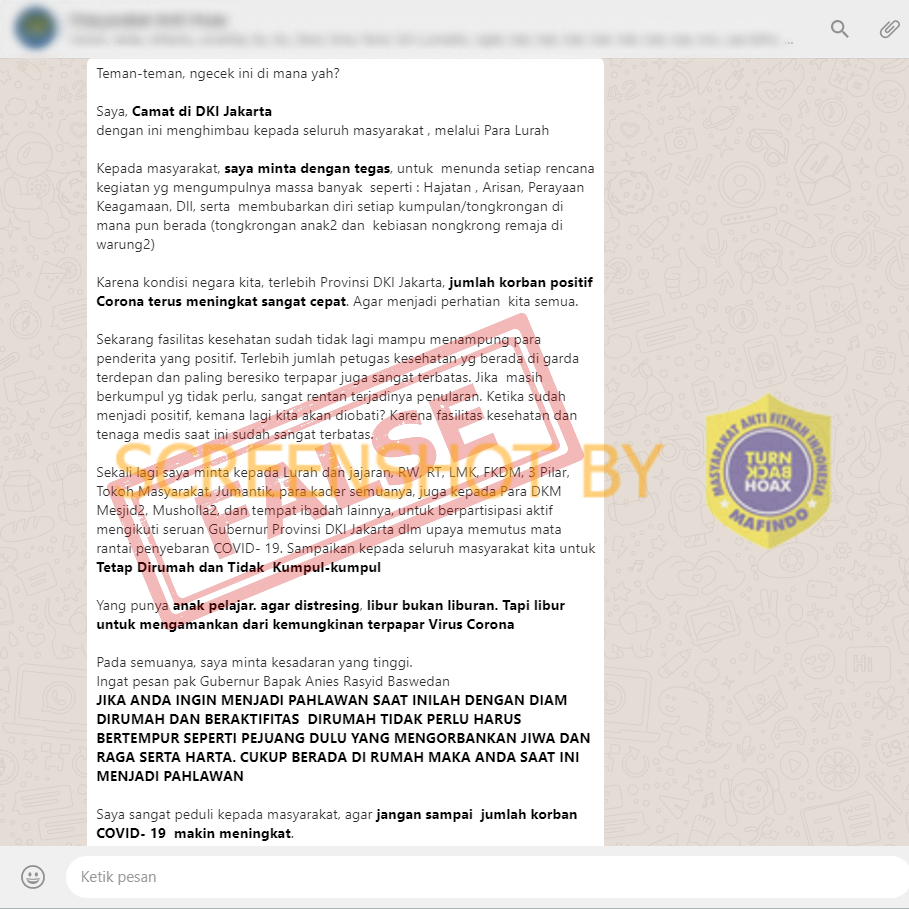 Teman-teman, ngecek ini di mana yah?
Saya, Camat di DKI Jakarta
dengan ini menghimbau kepada seluruh masyarakat , melalui Para Lurah
Kepada masyarakat, saya minta dengan tegas, untuk  menunda setiap rencana
kegiatan yg mengumpulnya massa banyak  seperti : Hajatan , Arisan, Perayaan
Keagamaan, Dll, serta  membubarkan diri setiap kumpulan/tongkrongan di
mana pun berada (tongkrongan anak2 dan  kebiasan nongkrong remaja di
warung2)
Karena kondisi negara kita, terlebih Provinsi DKI Jakarta, jumlah korban positif
Corona terus meningkat sangat cepat. Agar menjadi perhatian  kita semua.
Sekarang fasilitas kesehatan sudah tidak lagi mampu menampung para
penderita yang positif. Terlebih jumlah petugas kesehatan yg berada di garda
terdepan dan paling beresiko terpapar juga sangat terbatas. Jika  masih
berkumpul yg tidak perlu, sangat rentan terjadinya penularan. Ketika sudah
menjadi positif, kemana lagi kita akan diobati? Karena fasilitas kesehatan dan
tenaga medis saat ini sudah sangat terbatas.
Sekali lagi saya minta kepada Lurah dan jajaran, RW, RT, LMK, FKDM, 3 Pilar,
Tokoh Masyarakat, Jumantik, para kader semuanya, juga kepada Para DKM
Mesjid2, Musholla2, dan tempat ibadah lainnya, untuk berpartisipasi aktif
mengikuti seruan Gubernur Provinsi DKI Jakarta dlm upaya memutus mata
rantai penyebaran COVID- 19. Sampaikan kepada seluruh masyarakat kita untuk
Tetap Dirumah dan Tidak  Kumpul-kumpul
Yang punya anak pelajar. agar distresing, libur bukan liburan. Tapi libur
untuk mengamankan dari kemungkinan terpapar Virus Corona
Pada semuanya, saya minta kesadaran yang tinggi.
Ingat pesan pak Gubernur Bapak Anies Rasyid Baswedan
JIKA ANDA INGIN MENJADI PAHLAWAN SAAT INILAH DENGAN DIAM
DIRUMAH DAN BERAKTIFITAS  DIRUMAH TIDAK PERLU HARUS
BERTEMPUR SEPERTI PEJUANG DULU YANG MENGORBANKAN JIWA DAN
RAGA SERTA HARTA. CUKUP BERADA DI RUMAH MAKA ANDA SAAT INI
MENJADI PAHLAWAN
Saya sangat peduli kepada masyarakat, agar jangan sampai  jumlah korban
COVID- 19  makin meningkat.
FALSE
SCREENSHOT BY
MASYARAKAT ANTI FITNAH INDONESIA
TURN
BACK
HOAX
MAFINDO
Ketik pesan